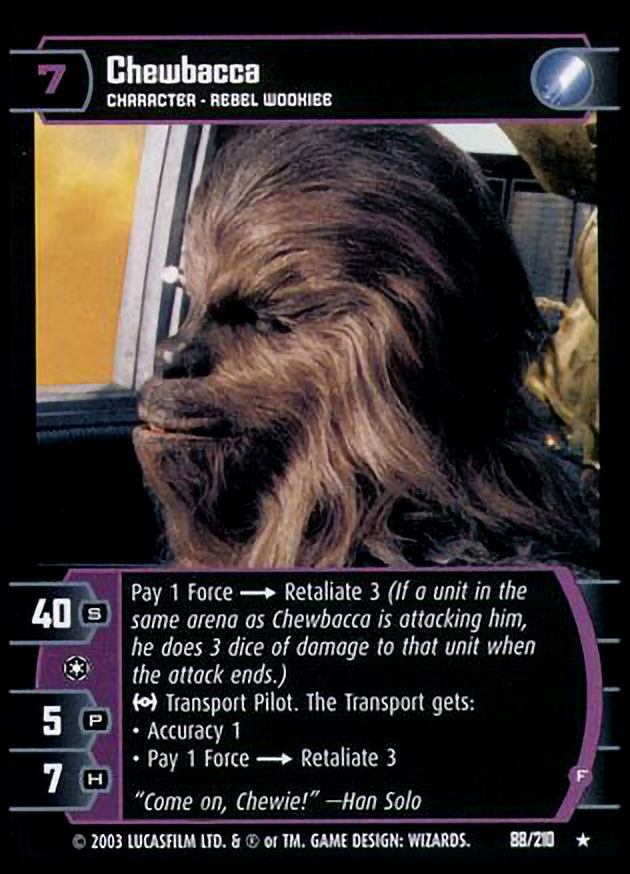 7
Chewbacca
CHARACTER - REBEL WOOKIEE
Pay 1 Force → Retaliate 3 (If a unit in the
same arena as Chewbacca is attacking him,
he does 3 dice of damage to that unit when
the attack ends.)
Transport Pilot. The Transport gets:
• Accuracy 1
• Pay 1 Force → Retaliate 3
"Come on, Chewie!" —Han Solo
40 S
5 P
7 H
F
© 2003 LUCASFILM LTD. & ® or TM. GAME DESIGN: WIZARDS. 88/210 ★